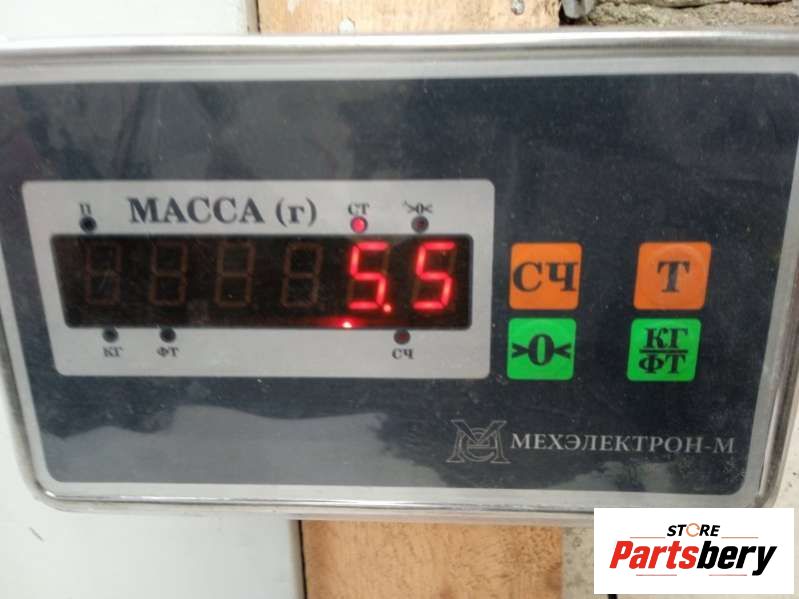 П МАССА (г) СТ >0<
5.5
КГ ФТ СЧ
СЧ Т
>0< КГ
ФТ
МЕХЭЛЕКТРОН-М
STORE
Partsbery